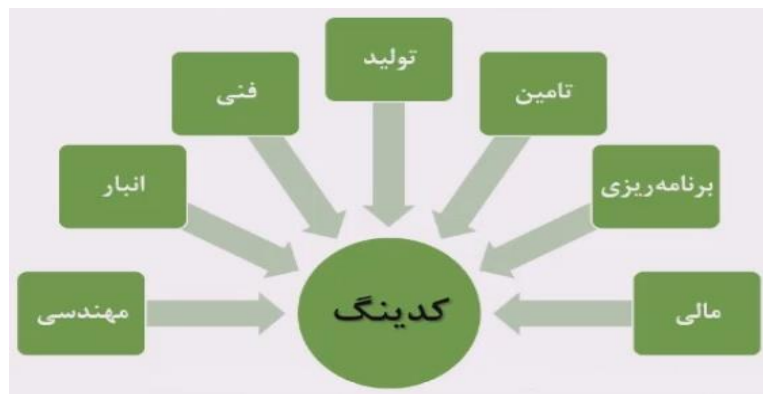 تولید
تامین
فنی
برنامه‌ریزی
انبار
مالی
کدینگ
مهندسی